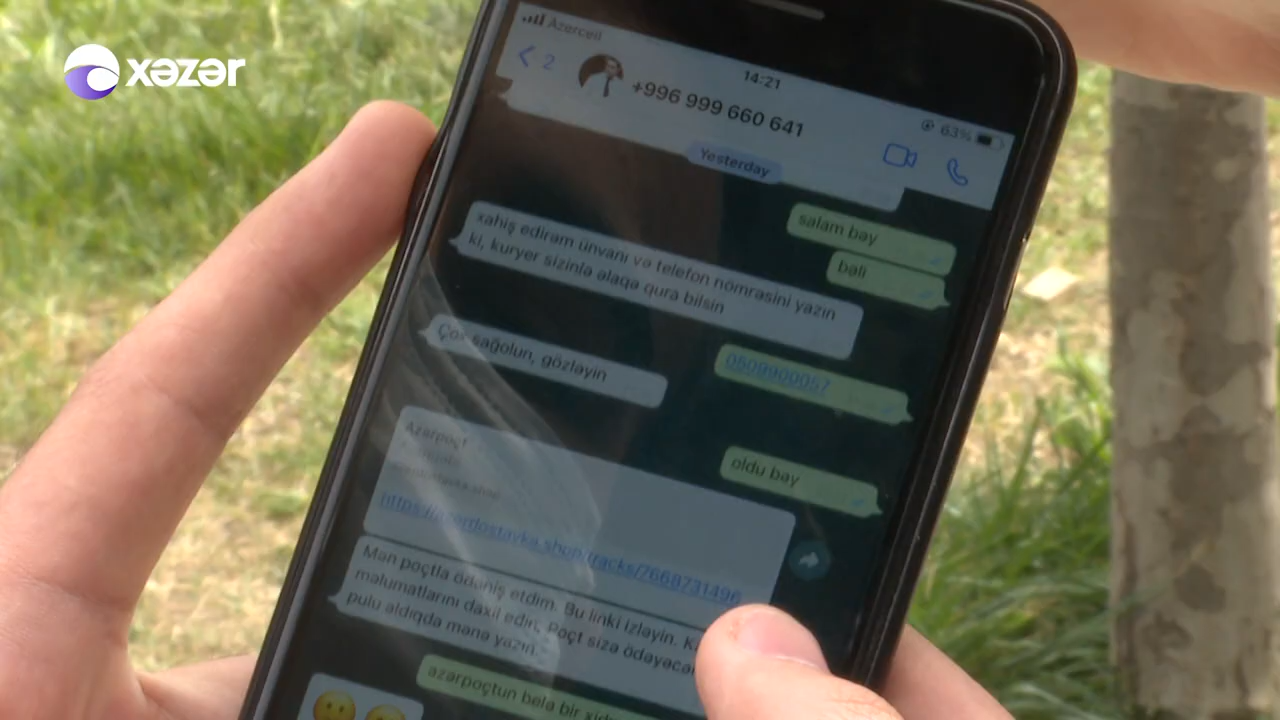 xəzər
Azercell
14:21
63%
2
+996 999 660 641
Yesterday
salam bəy
bəli
xahiş edirəm ünvanı və telefon nömrəsini yazın
ki, kuryer sizinlə əlaqə qura bilsin
0509900057
Çox sağolun, gözləyin
oldu bəy
Azərpoçt
https://azerdostavka.shop/tracks/7668731496
Mən poçtla ödəniş etdim. Bu linki izləyin.
məlumatlarını daxil edin. Poçt sizə ödəyəcək
pulu aldıqda mənə yazın.
azərpoçtun belə bir